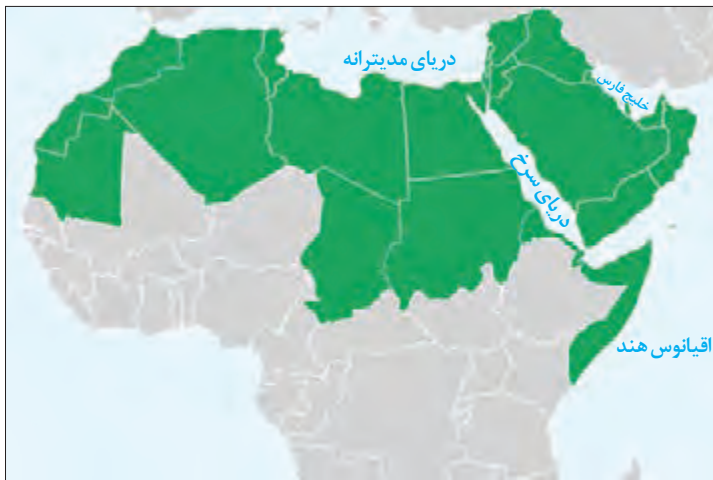 دریای مدیترانه
خلیج فارس
دریای سرخ
اقیانوس هند